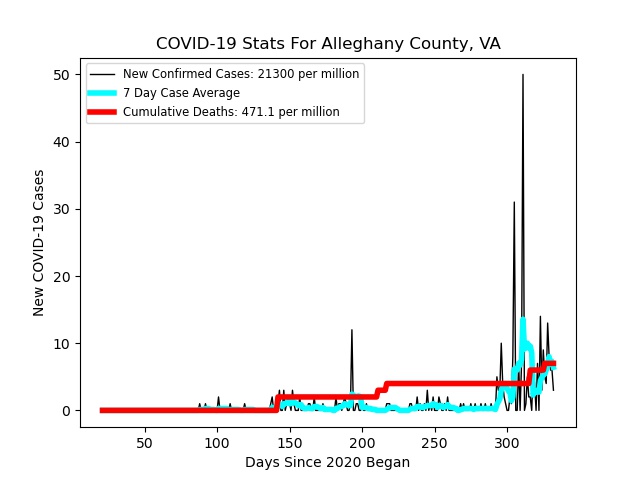 COVID-19 Stats For Alleghany County, VA
New Confirmed Cases: 21300 per million
7 Day Case Average
Cumulative Deaths: 471.1 per million
New COVID-19 Cases
50
40
30
20
10
0
50 100 150 200 250 300
Days Since 2020 Began